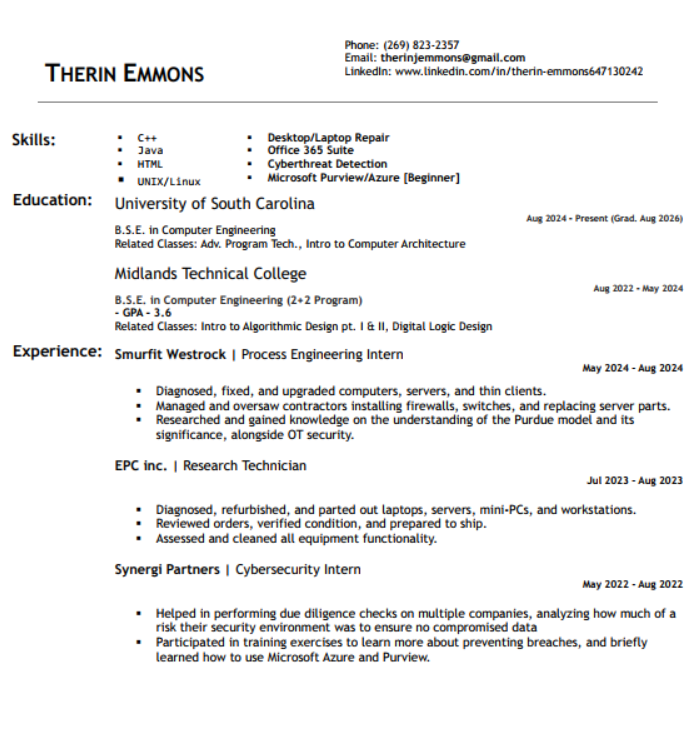 Phone: (269) 823-2357
Email: therinjemmons@gmail.com
THERIN EMMONS
LinkedIn: www.linkedin.com/in/therin-emmons647130242
Skills:
▪ C++ ▪ Desktop/Laptop Repair
▪ Java ▪ Office 365 Suite
▪ HTML ▪ Cyberthreat Detection
▪ UNIX/Linux ▪ Microsoft Purview/Azure [Beginner]
Education:
University of South Carolina
Aug 2024 - Present (Grad. Aug 2026)
B.S.E. in Computer Engineering
Related Classes: Adv. Program Tech., Intro to Computer Architecture
Midlands Technical College
Aug 2022 - May 2024
B.S.E. in Computer Engineering (2+2 Program)
- GPA - 3.6
Related Classes: Intro to Algorithmic Design pt. I & II, Digital Logic Design
Experience:
Smurfit Westrock | Process Engineering Intern
May 2024 - Aug 2024
▪ Diagnosed, fixed, and upgraded computers, servers, and thin clients.
▪ Managed and oversaw contractors installing firewalls, switches, and replacing server parts.
▪ Researched and gained knowledge on the understanding of the Purdue model and its
significance, alongside OT security.
EPC inc. | Research Technician
Jul 2023 - Aug 2023
▪ Diagnosed, refurbished, and parted out laptops, servers, mini-PCs, and workstations.
▪ Reviewed orders, verified condition, and prepared to ship.
▪ Assessed and cleaned all equipment functionality.
Synergi Partners | Cybersecurity Intern
May 2022 - Aug 2022
▪ Helped in performing due diligence checks on multiple companies, analyzing how much of a
risk their security environment was to ensure no compromised data
▪ Participated in training exercises to learn more about preventing breaches, and briefly
learned how to use Microsoft Azure and Purview.